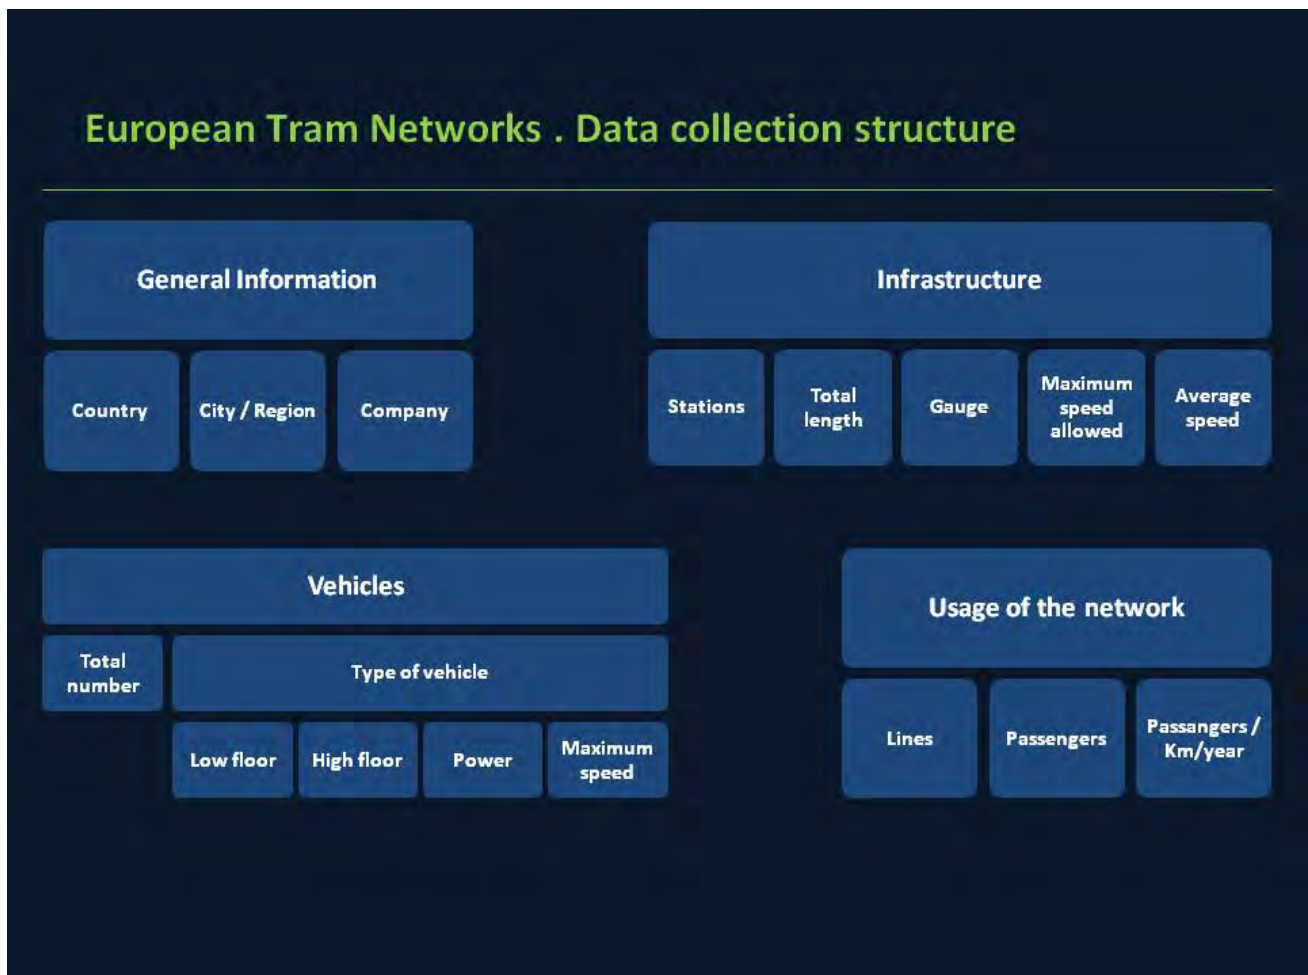 European Tram Networks . Data collection structure
General Information
Country
City / Region
Company
Infrastructure
Stations
Total
length
Gauge
Maximum
speed
allowed
Average
speed
Vehicles
Total
number
Type of vehicle
Low floor
High floor
Power
Maximum
speed
Usage of the network
Lines
Passengers
Passangers /
Km/year